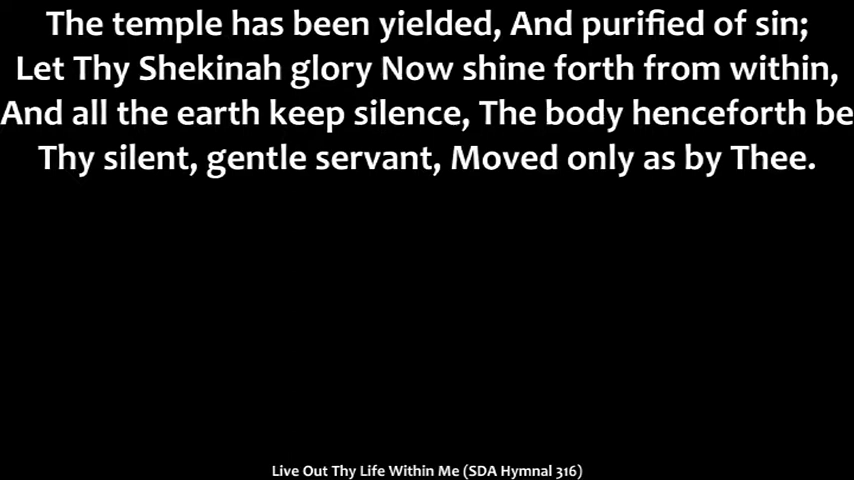 The temple has been yielded, And purified of sin;
Let Thy Shekinah glory Now shine forth from within,
And all the earth keep silence, The body henceforth be
Thy silent, gentle servant, Moved only as by Thee.
Live Out Thy Life Within Me (SDA Hymnal 316)